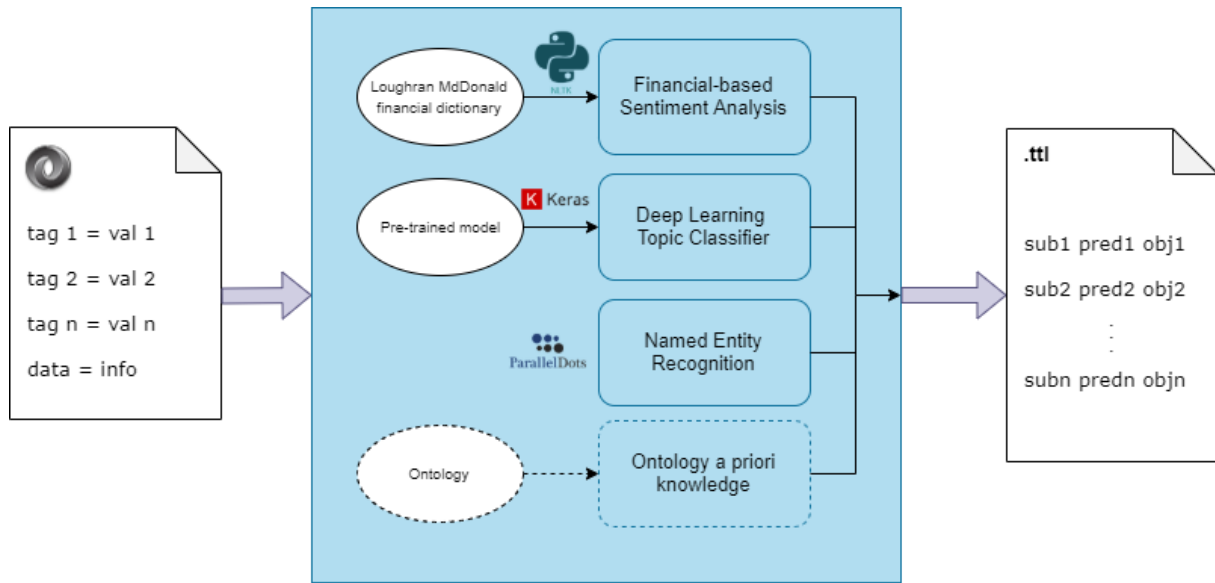 tag 1 = val 1
tag 2 = val 2
tag n = val n
data = info
Loughran MdDonald
financial dictionary
NLTK
Financial-based
Sentiment Analysis
Pre-trained model
K Keras
Deep Learning
Topic Classifier
ParallelDots
Named Entity
Recognition
Ontology
Ontology a priori
knowledge
.ttl
sub1 pred1 obj1
sub2 pred2 obj2
subn predn objn